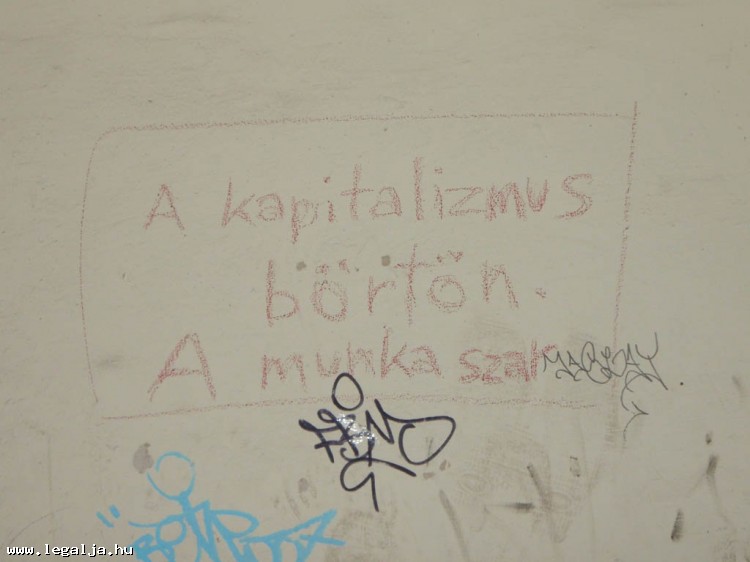 A kapitalizmus
börtön.
A munka szar
www.legalja.hu